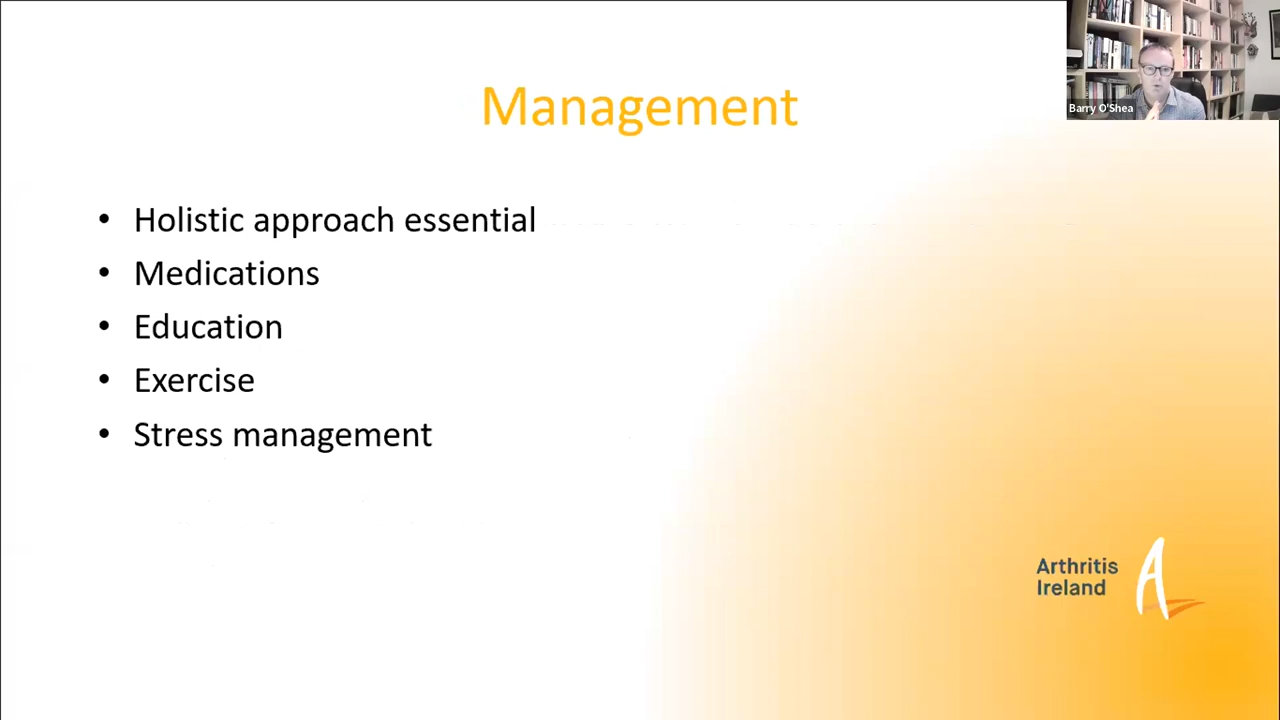 Management
Barry O'Shea
• Holistic approach essential
• Medications
• Education
• Exercise
• Stress management
Arthritis
Ireland